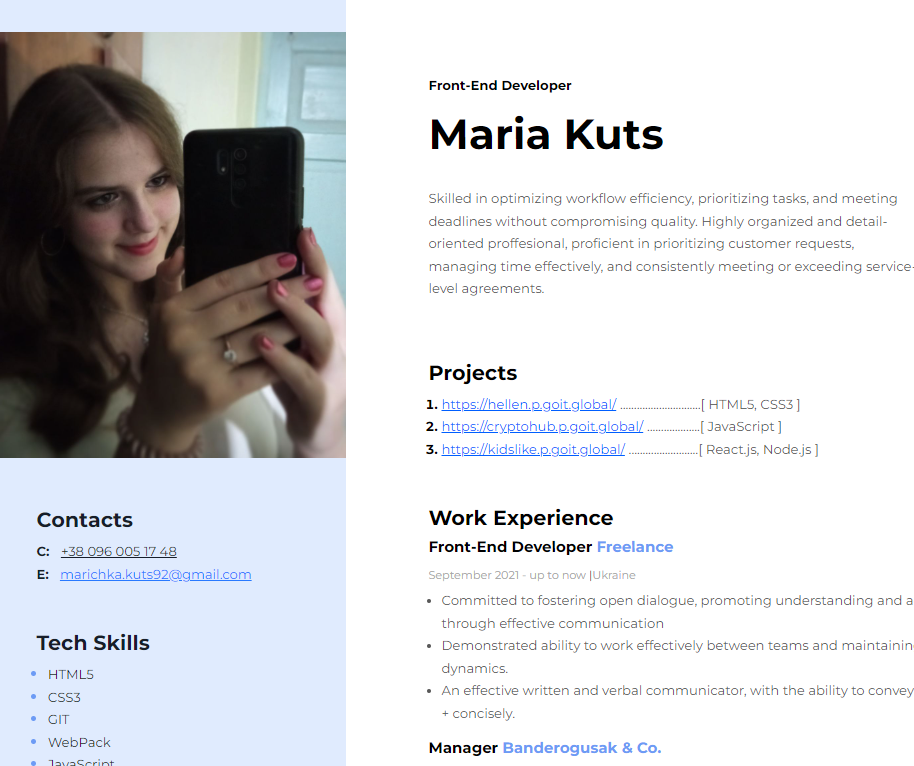 Front-End Developer
Maria Kuts
Skilled in optimizing workflow efficiency, prioritizing tasks, and meeting
deadlines without compromising quality. Highly organized and detail-
oriented proffesional, proficient in prioritizing customer requests,
managing time effectively, and consistently meeting or exceeding service-
level agreements.
Projects
1. https://hellen.p.goit.global/ .............................[ HTML5, CSS3 ]
2. https://cryptohub.p.goit.global/ ...................[ JavaScript ]
3. https://kidslike.p.goit.global/ .........................[ React.js, Node.js ]
Work Experience
Front-End Developer Freelance
September 2021 - up to now |Ukraine
• Committed to fostering open dialogue, promoting understanding and a
through effective communication
• Demonstrated ability to work effectively between teams and maintainin
dynamics.
• An effective written and verbal communicator, with the ability to convey
+ concisely.
Manager Banderogusak & Co.
Contacts
C: +38 096 005 17 48
E: marichka.kuts92@gmail.com
Tech Skills
• HTML5
• CSS3
• GIT
• WebPack
• JavaScript